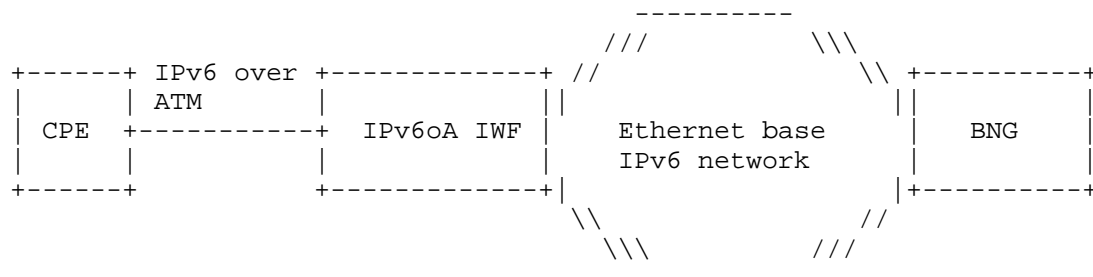 IPv6 over
ATM
CPE
IPv6oA IWF
Ethernet base
IPv6 network
BNG